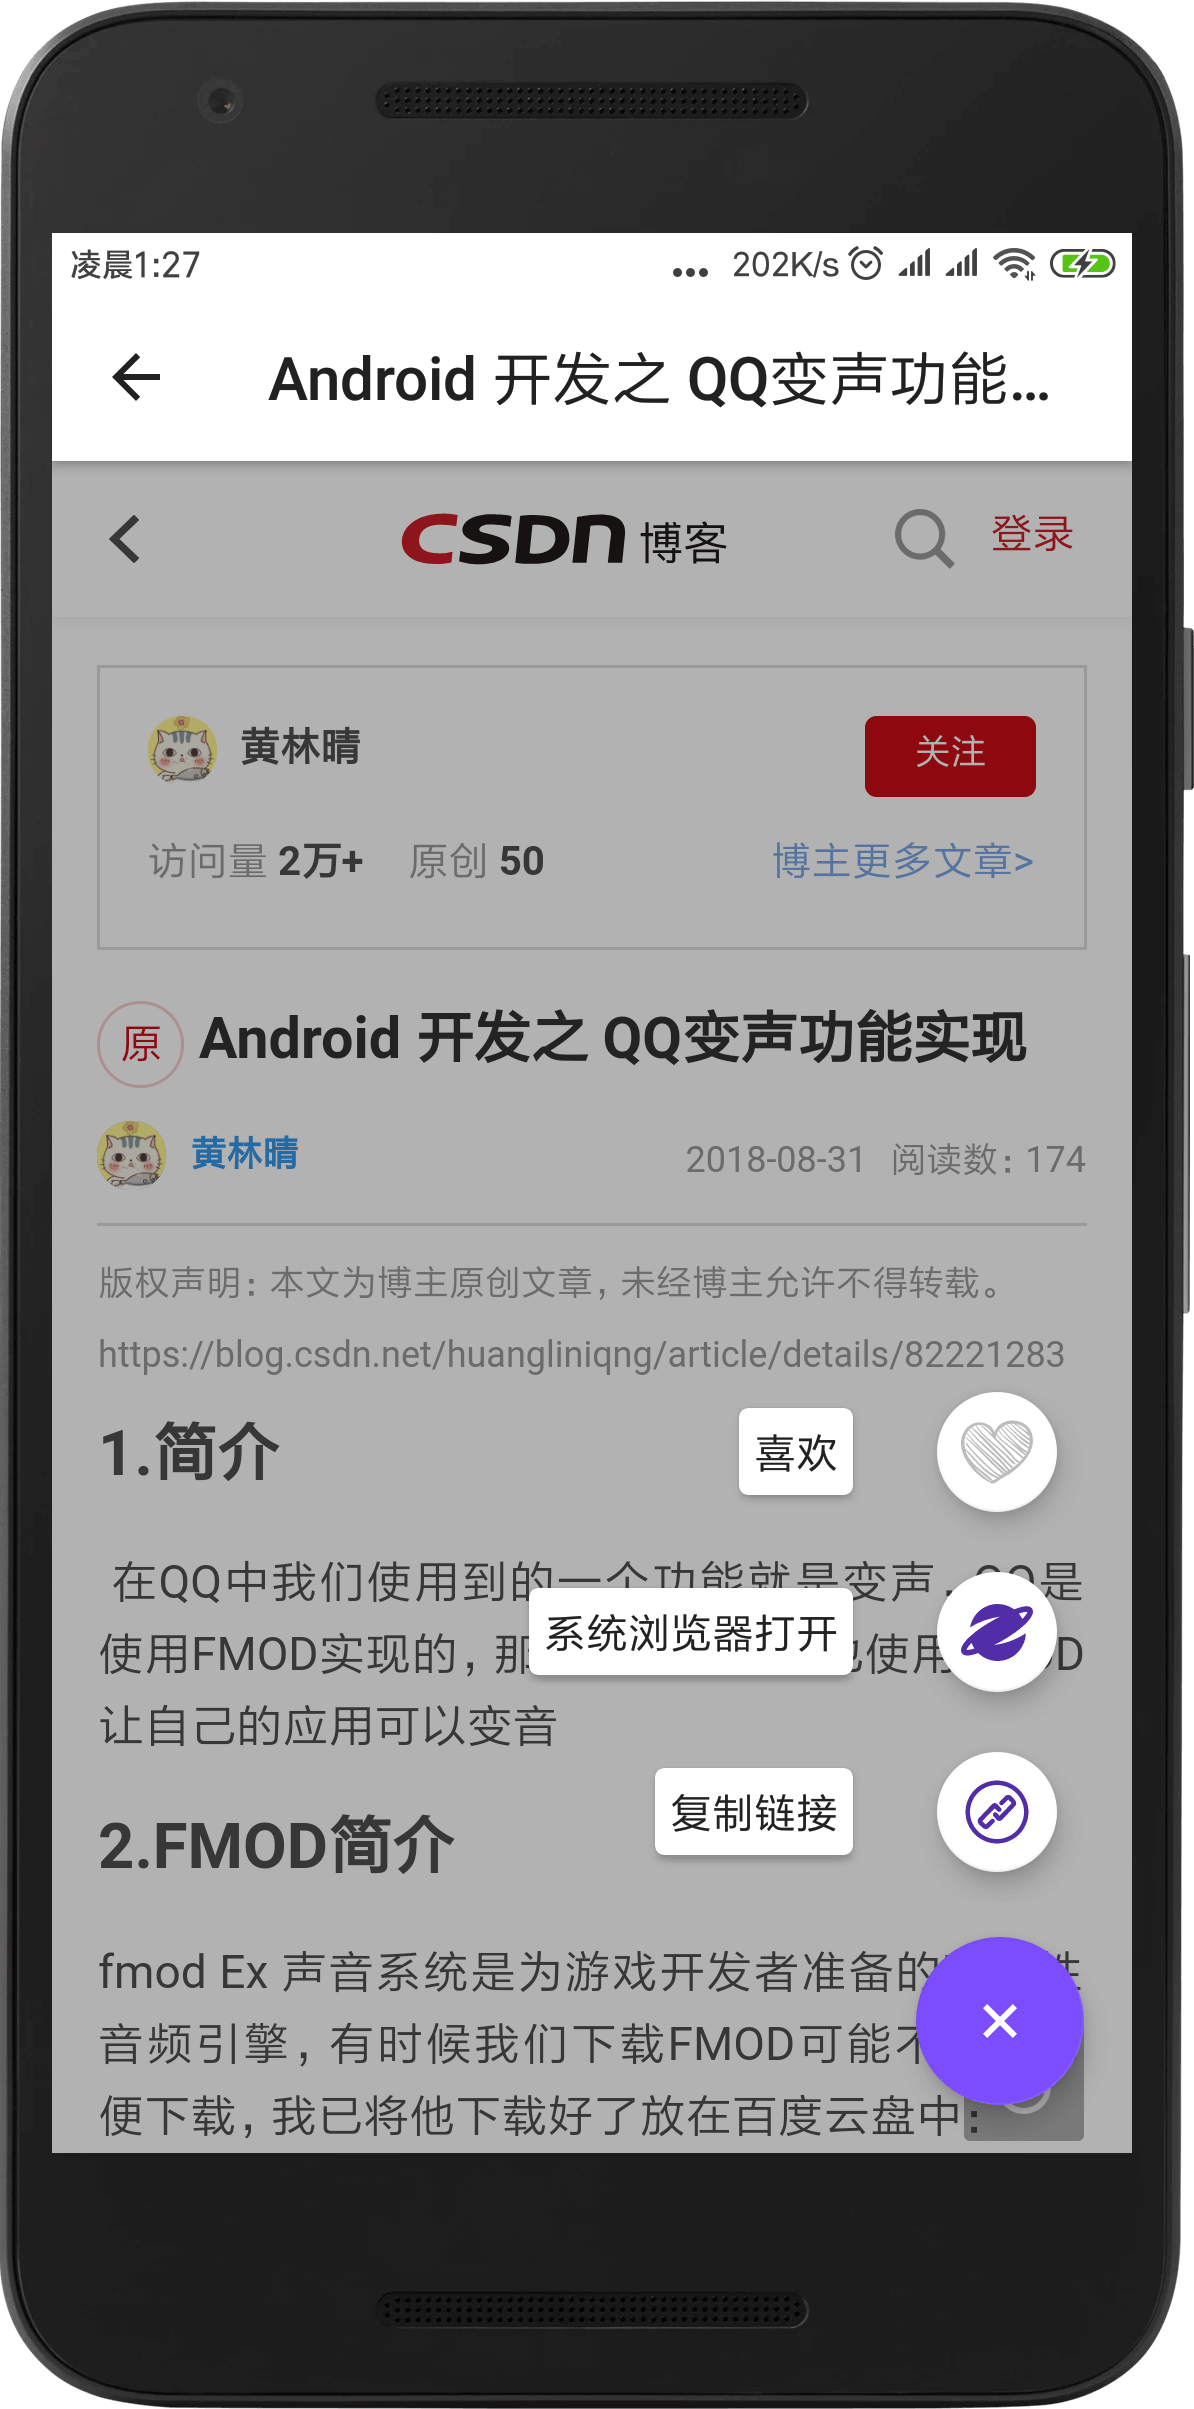 凌晨1:27 ... 202K/s
Android 开发之 QQ变声功能...
CSDN 博客 登录
黄林晴 关注
访问量 2万+ 原创 50 博主更多文章>
原 Android 开发之 QQ变声功能实现
黄林晴 2018-08-31 阅读数: 174
版权声明：本文为博主原创文章，未经博主允许不得转载。
https://blog.csdn.net/huangliniqng/article/details/82221283
1.简介
喜欢
在QQ中我们使用到的一个功能就是变声，QQ是
系统浏览器打开
使用FMOD实现的，那 使用 D
让自己的应用可以变音
复制链接
2.FMOD简介
fmod Ex 声音系统是为游戏开发者准备的
音频引擎，有时候我们下载FMOD可能不
便下载，我已将他下载好了放在百度云盘中：